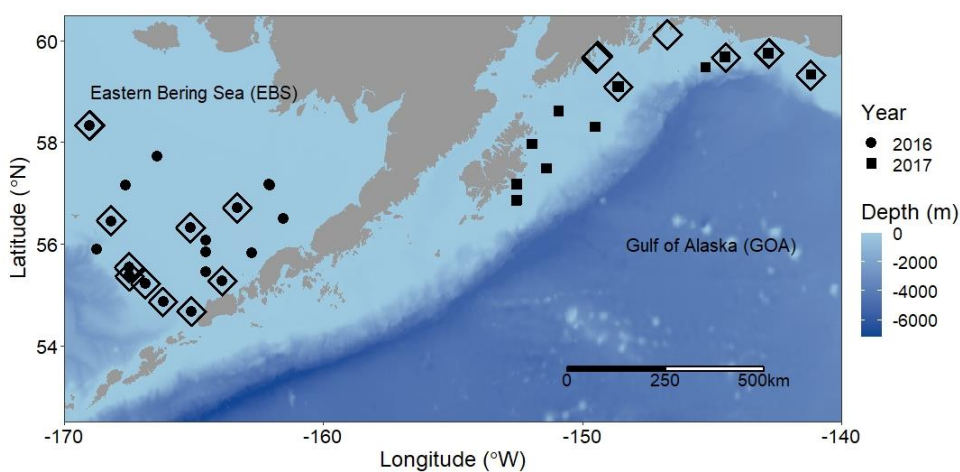 60
58
56
54
-170
-160
-150
-140
Latitude (°N)
Longitude (°W)
Eastern Bering Sea (EBS)
Gulf of Alaska (GOA)
0
250
500km
Year
2016
2017
Depth (m)
0
-2000
-4000
-6000